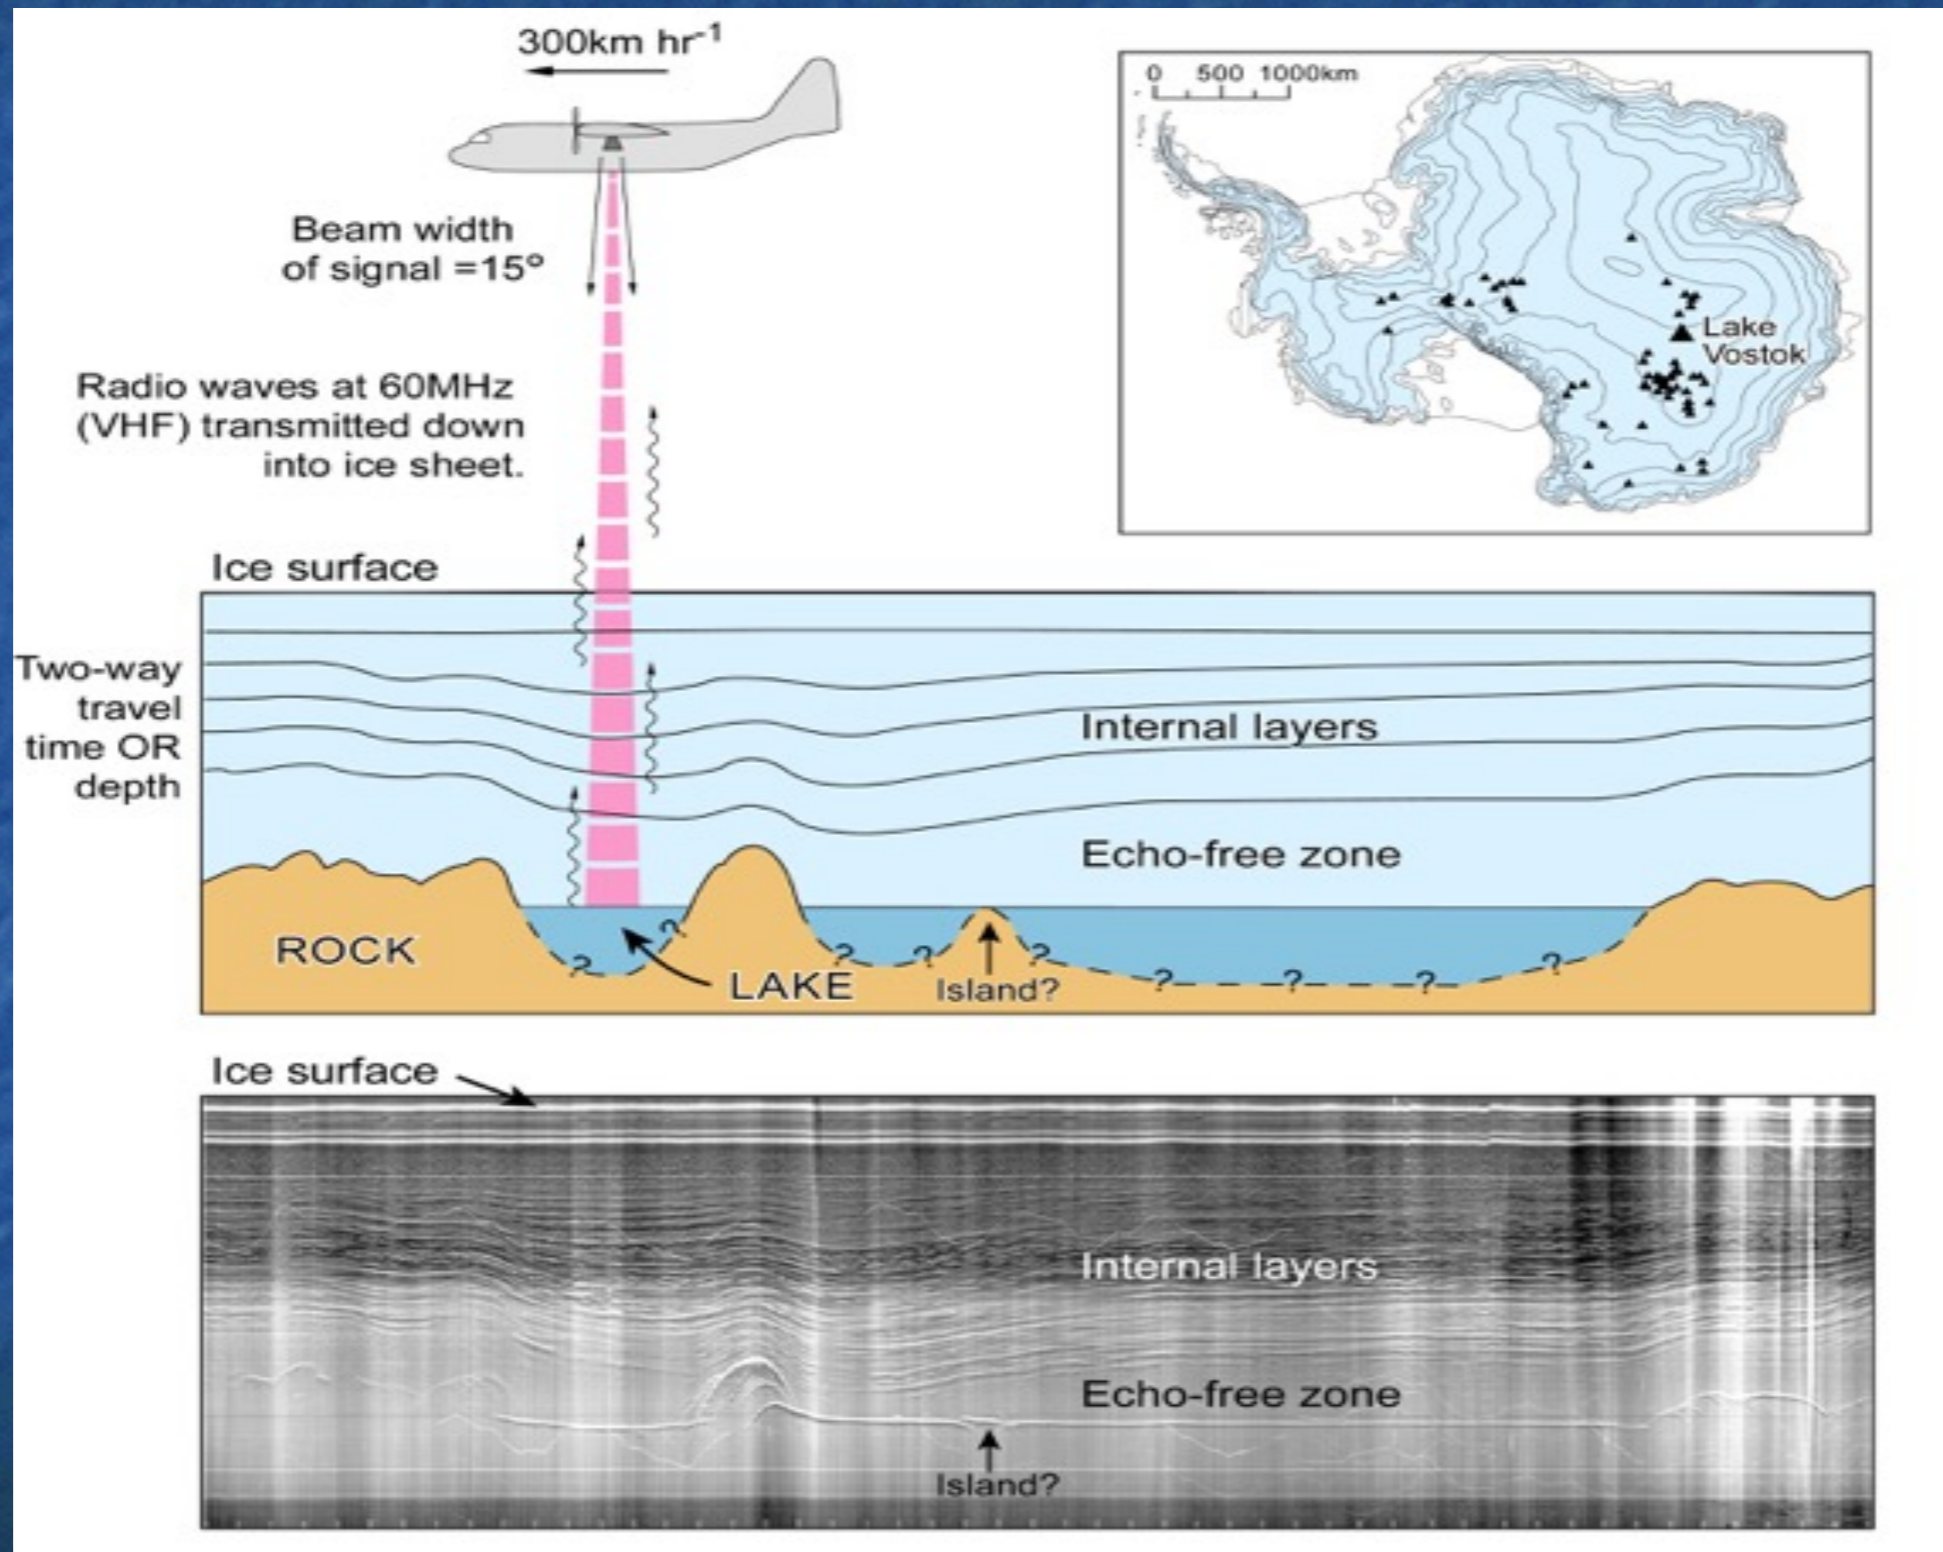 300km hr⁻¹
0 500 1000km
Beam width
of signal =15°
Lake
Vostok
Radio waves at 60MHz
(VHF) transmitted down
into ice sheet.
Ice surface
Two-way
travel
time OR
depth
Internal layers
Echo-free zone
ROCK
?
?
LAKE
?
?
Island?
?
?
?
?
?
Ice surface
Internal layers
Echo-free zone
Island?